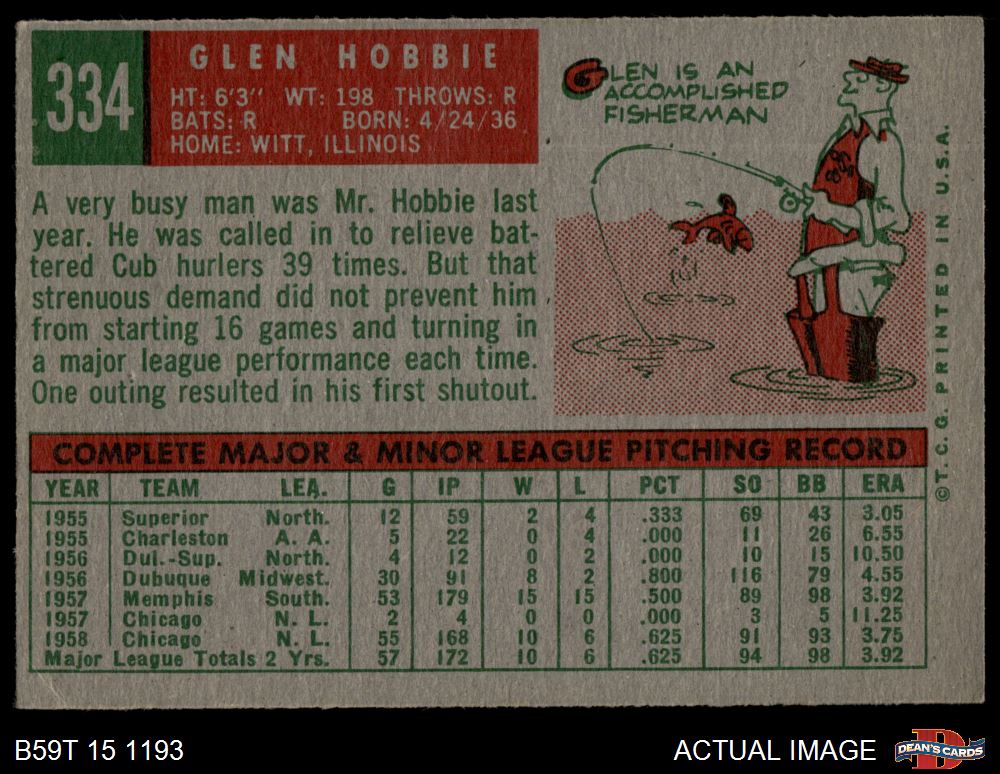 334
GLEN HOBBIE
HT: 6'3" WT: 198 THROWS: R
BATS: R BORN: 4/24/36
HOME: WITT, ILLINOIS
GLEN IS AN
ACCOMPLISHED
FISHERMAN
A very busy man was Mr. Hobbie last
year. He was called in to relieve bat-
tered Cub hurlers 39 times. But that
strenuous demand did not prevent him
from starting 16 games and turning in
a major league performance each time.
One outing resulted in his first shutout.
COMPLETE MAJOR & MINOR LEAGUE PITCHING RECORD
YEAR TEAM LEA. G IP W L PCT SO BB ERA
1955 Superior North. 12 59 2 4 .333 69 43 3.05
1955 Charleston A. A. 5 22 0 4 .000 11 26 6.55
1956 Dul.-Sup. North. 4 12 0 2 .000 10 15 10.50
1956 Dubuque Midwest. 30 91 8 2 .800 116 79 4.55
1957 Memphis South. 53 179 15 15 .500 89 98 3.92
1957 Chicago N. L. 2 4 0 0 .000 3 5 11.25
1958 Chicago N. L. 55 168 10 6 .625 91 93 3.75
Major League Totals 2 Yrs. 57 172 10 6 .625 94 98 3.92
© T. C. G. PRINTED IN U. S. A.
B59T 15 1193
ACTUAL IMAGE
DEAN'S CARDS